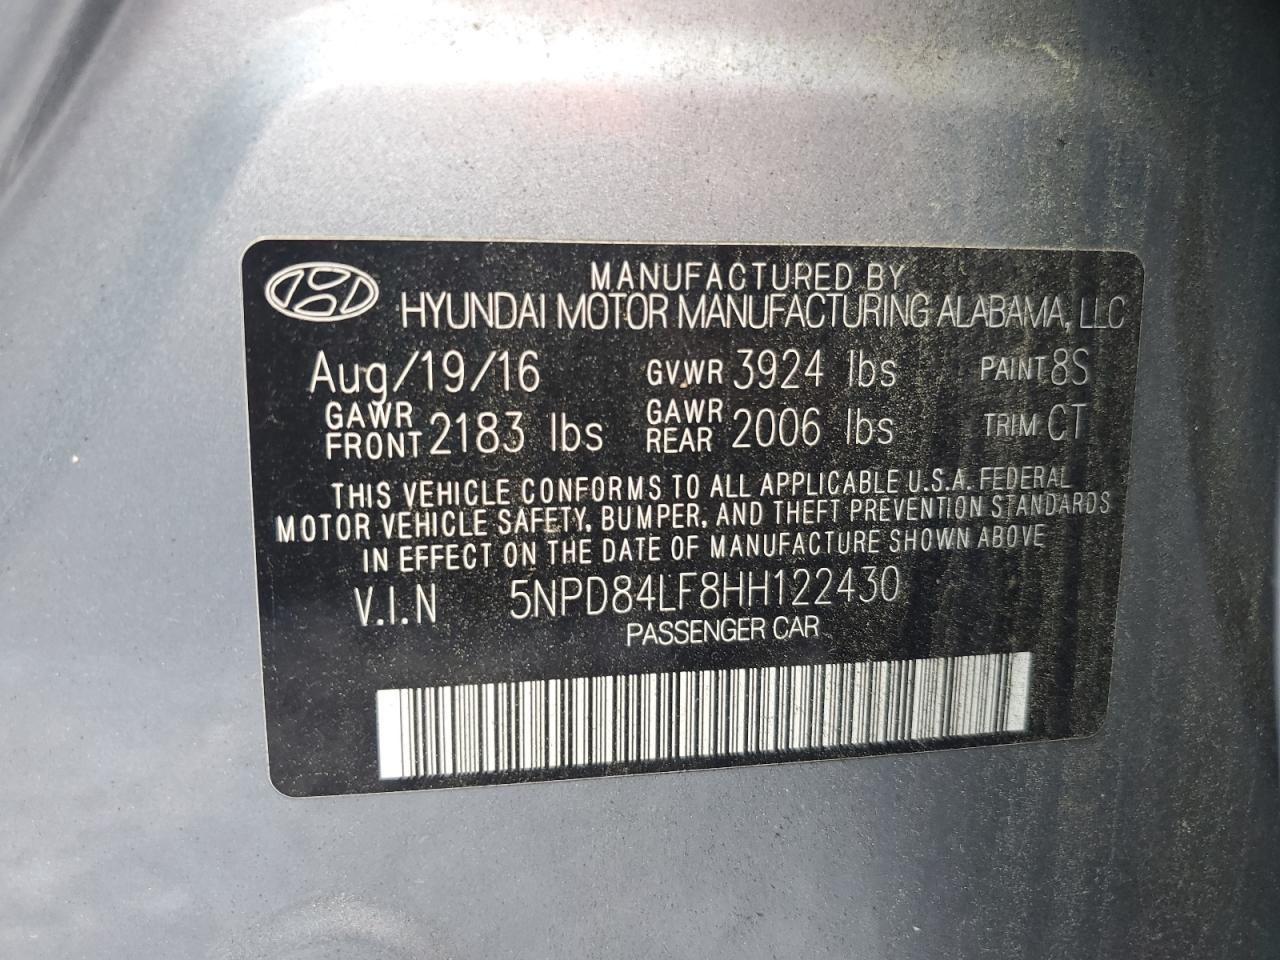 MANUFACTURED BY
HYUNDAI MOTOR MANUFACTURING ALABAMA, LLC
Aug/19/16 GVWR 3924 lbs PAINT 8S
GAWR FRONT 2183 lbs GAWR REAR 2006 lbs TRIM CT
THIS VEHICLE CONFORMS TO ALL APPLICABLE U.S.A. FEDERAL
MOTOR VEHICLE SAFETY, BUMPER, AND THEFT PREVENTION STANDARDS
IN EFFECT ON THE DATE OF MANUFACTURE SHOWN ABOVE
V.I.N 5NPD84LF8HH122430
PASSENGER CAR